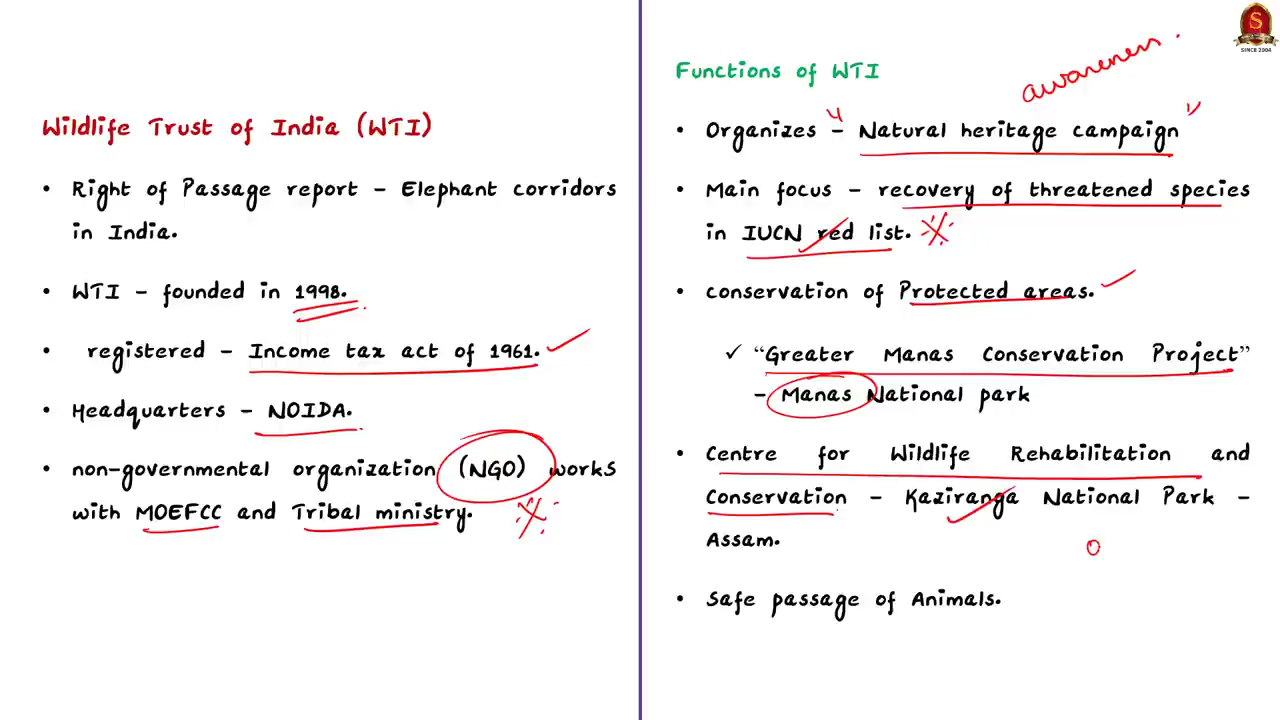 Wildlife Trust of India (WTI)
• Right of Passage report – Elephant corridors
in India.
• WTI – founded in 1998.
• registered – Income tax act of 1961.
• Headquarters – NOIDA.
• non-governmental organization (NGO) works
with MOEFCC and Tribal ministry.
S
SINCE 2004
Functions of WTI
awareness.
• Organizes – Natural heritage campaign
• Main focus – recovery of threatened species
in IUCN red list.
• conservation of Protected areas.
✓ “Greater Manas Conservation Project”
– Manas National park
• Centre for Wildlife Rehabilitation and
Conservation – Kaziranga National Park –
Assam.
• Safe passage of Animals.